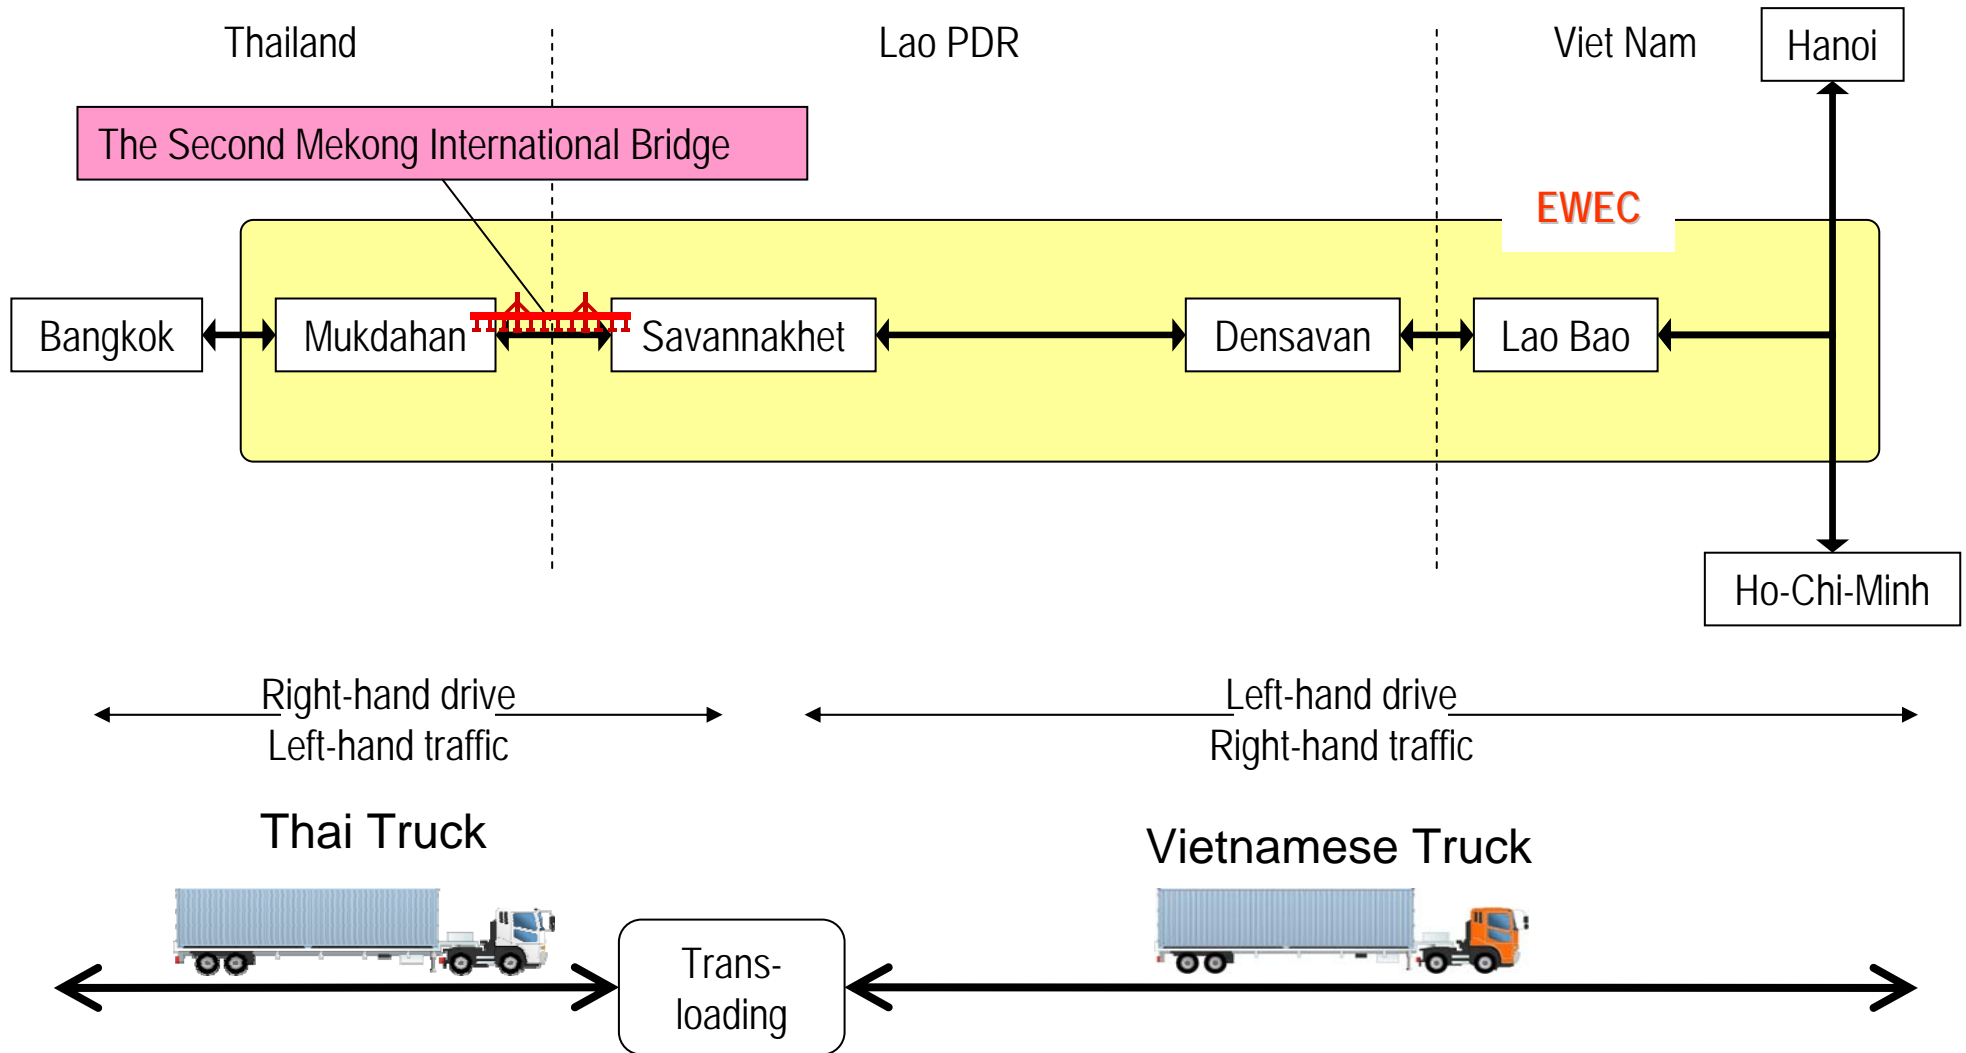 Thailand
Lao PDR
Viet Nam
Hanoi
The Second Mekong International Bridge
EWEC
Bangkok
Mukdahan
Savannakhet
Densavan
Lao Bao
Ho-Chi-Minh
Right-hand drive
Left-hand traffic
Left-hand drive
Right-hand traffic
Thai Truck
Vietnamese Truck
Trans-
loading